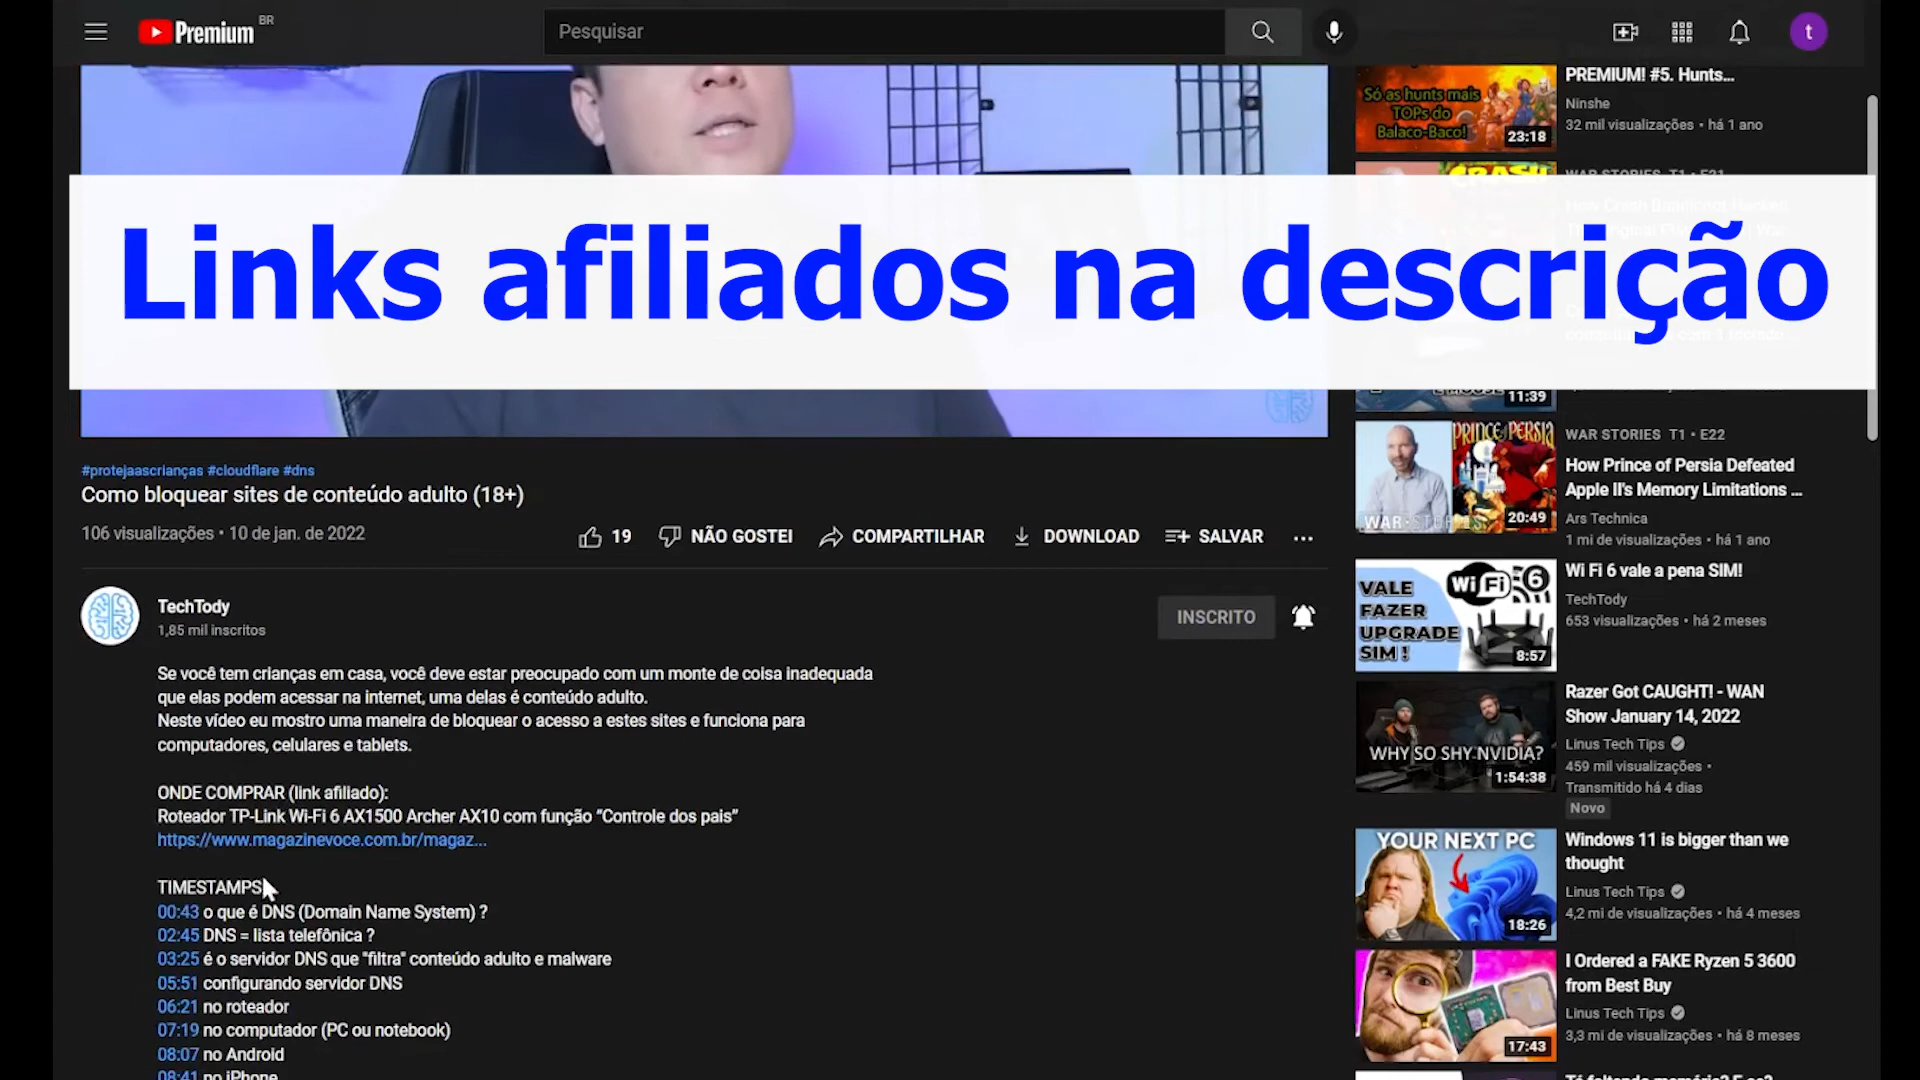 Premium BR
Pesquisar
t
Links afiliados na descrição
#protejaascrianças #cloudflare #dns
Como bloquear sites de conteúdo adulto (18+)
106 visualizações • 10 de jan. de 2022
19
NÃO GOSTEI
COMPARTILHAR
DOWNLOAD
SALVAR
TechTody
1,85 mil inscritos
INSCRITO
Se você tem crianças em casa, você deve estar preocupado com um monte de coisa inadequada
que elas podem acessar na internet, uma delas é conteúdo adulto.
Neste vídeo eu mostro uma maneira de bloquear o acesso a estes sites e funciona para
computadores, celulares e tablets.
ONDE COMPRAR (link afiliado):
Roteador TP-Link Wi-Fi 6 AX1500 Archer AX10 com função “Controle dos pais”
https://www.magazinevoce.com.br/magaz...
TIMESTAMPS
00:43 o que é DNS (Domain Name System) ?
02:45 DNS = lista telefônica ?
03:25 é o servidor DNS que "filtra" conteúdo adulto e malware
05:51 configurando servidor DNS
06:21 no roteador
07:19 no computador (PC ou notebook)
08:07 no Android
08:41 no iPhone
Só as hunts mais
TOPs do
Balaco-Baco!
23:18
PREMIUM! #5. Hunts...
Ninshe
32 mil visualizações • há 1 ano
CRASH
WAR STORIES T1 • E21
11:39
PRINCE of PERSIA
WAR STORIES
20:49
WAR STORIES T1 • E22
How Prince of Persia Defeated
Apple II's Memory Limitations ...
Ars Technica
1 mi de visualizações • há 1 ano
VALE
FAZER
UPGRADE
SIM !
WiFi 6
8:57
Wi Fi 6 vale a pena SIM!
TechTody
653 visualizações • há 2 meses
WHY SO SHY NVIDIA?
1:54:38
Razer Got CAUGHT! - WAN
Show January 14, 2022
Linus Tech Tips
459 mil visualizações •
Transmitido há 4 dias
Novo
YOUR NEXT PC
18:26
Windows 11 is bigger than we
thought
Linus Tech Tips
4,2 mi de visualizações • há 4 meses
17:43
I Ordered a FAKE Ryzen 5 3600
from Best Buy
Linus Tech Tips
3,3 mi de visualizações • há 8 meses